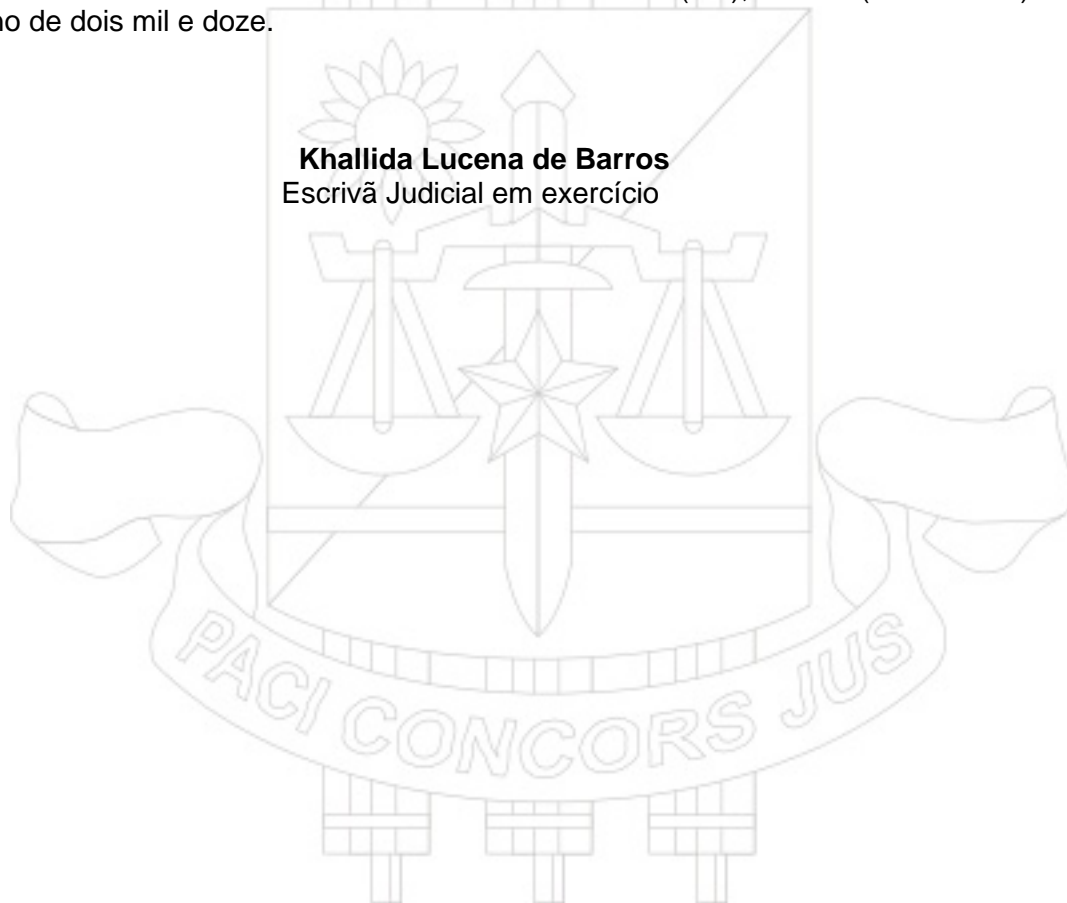 no de dois mil e doze.
Khallida Lucena de Barros
Escrivã Judicial em exercício
PACI CONCORS JUS